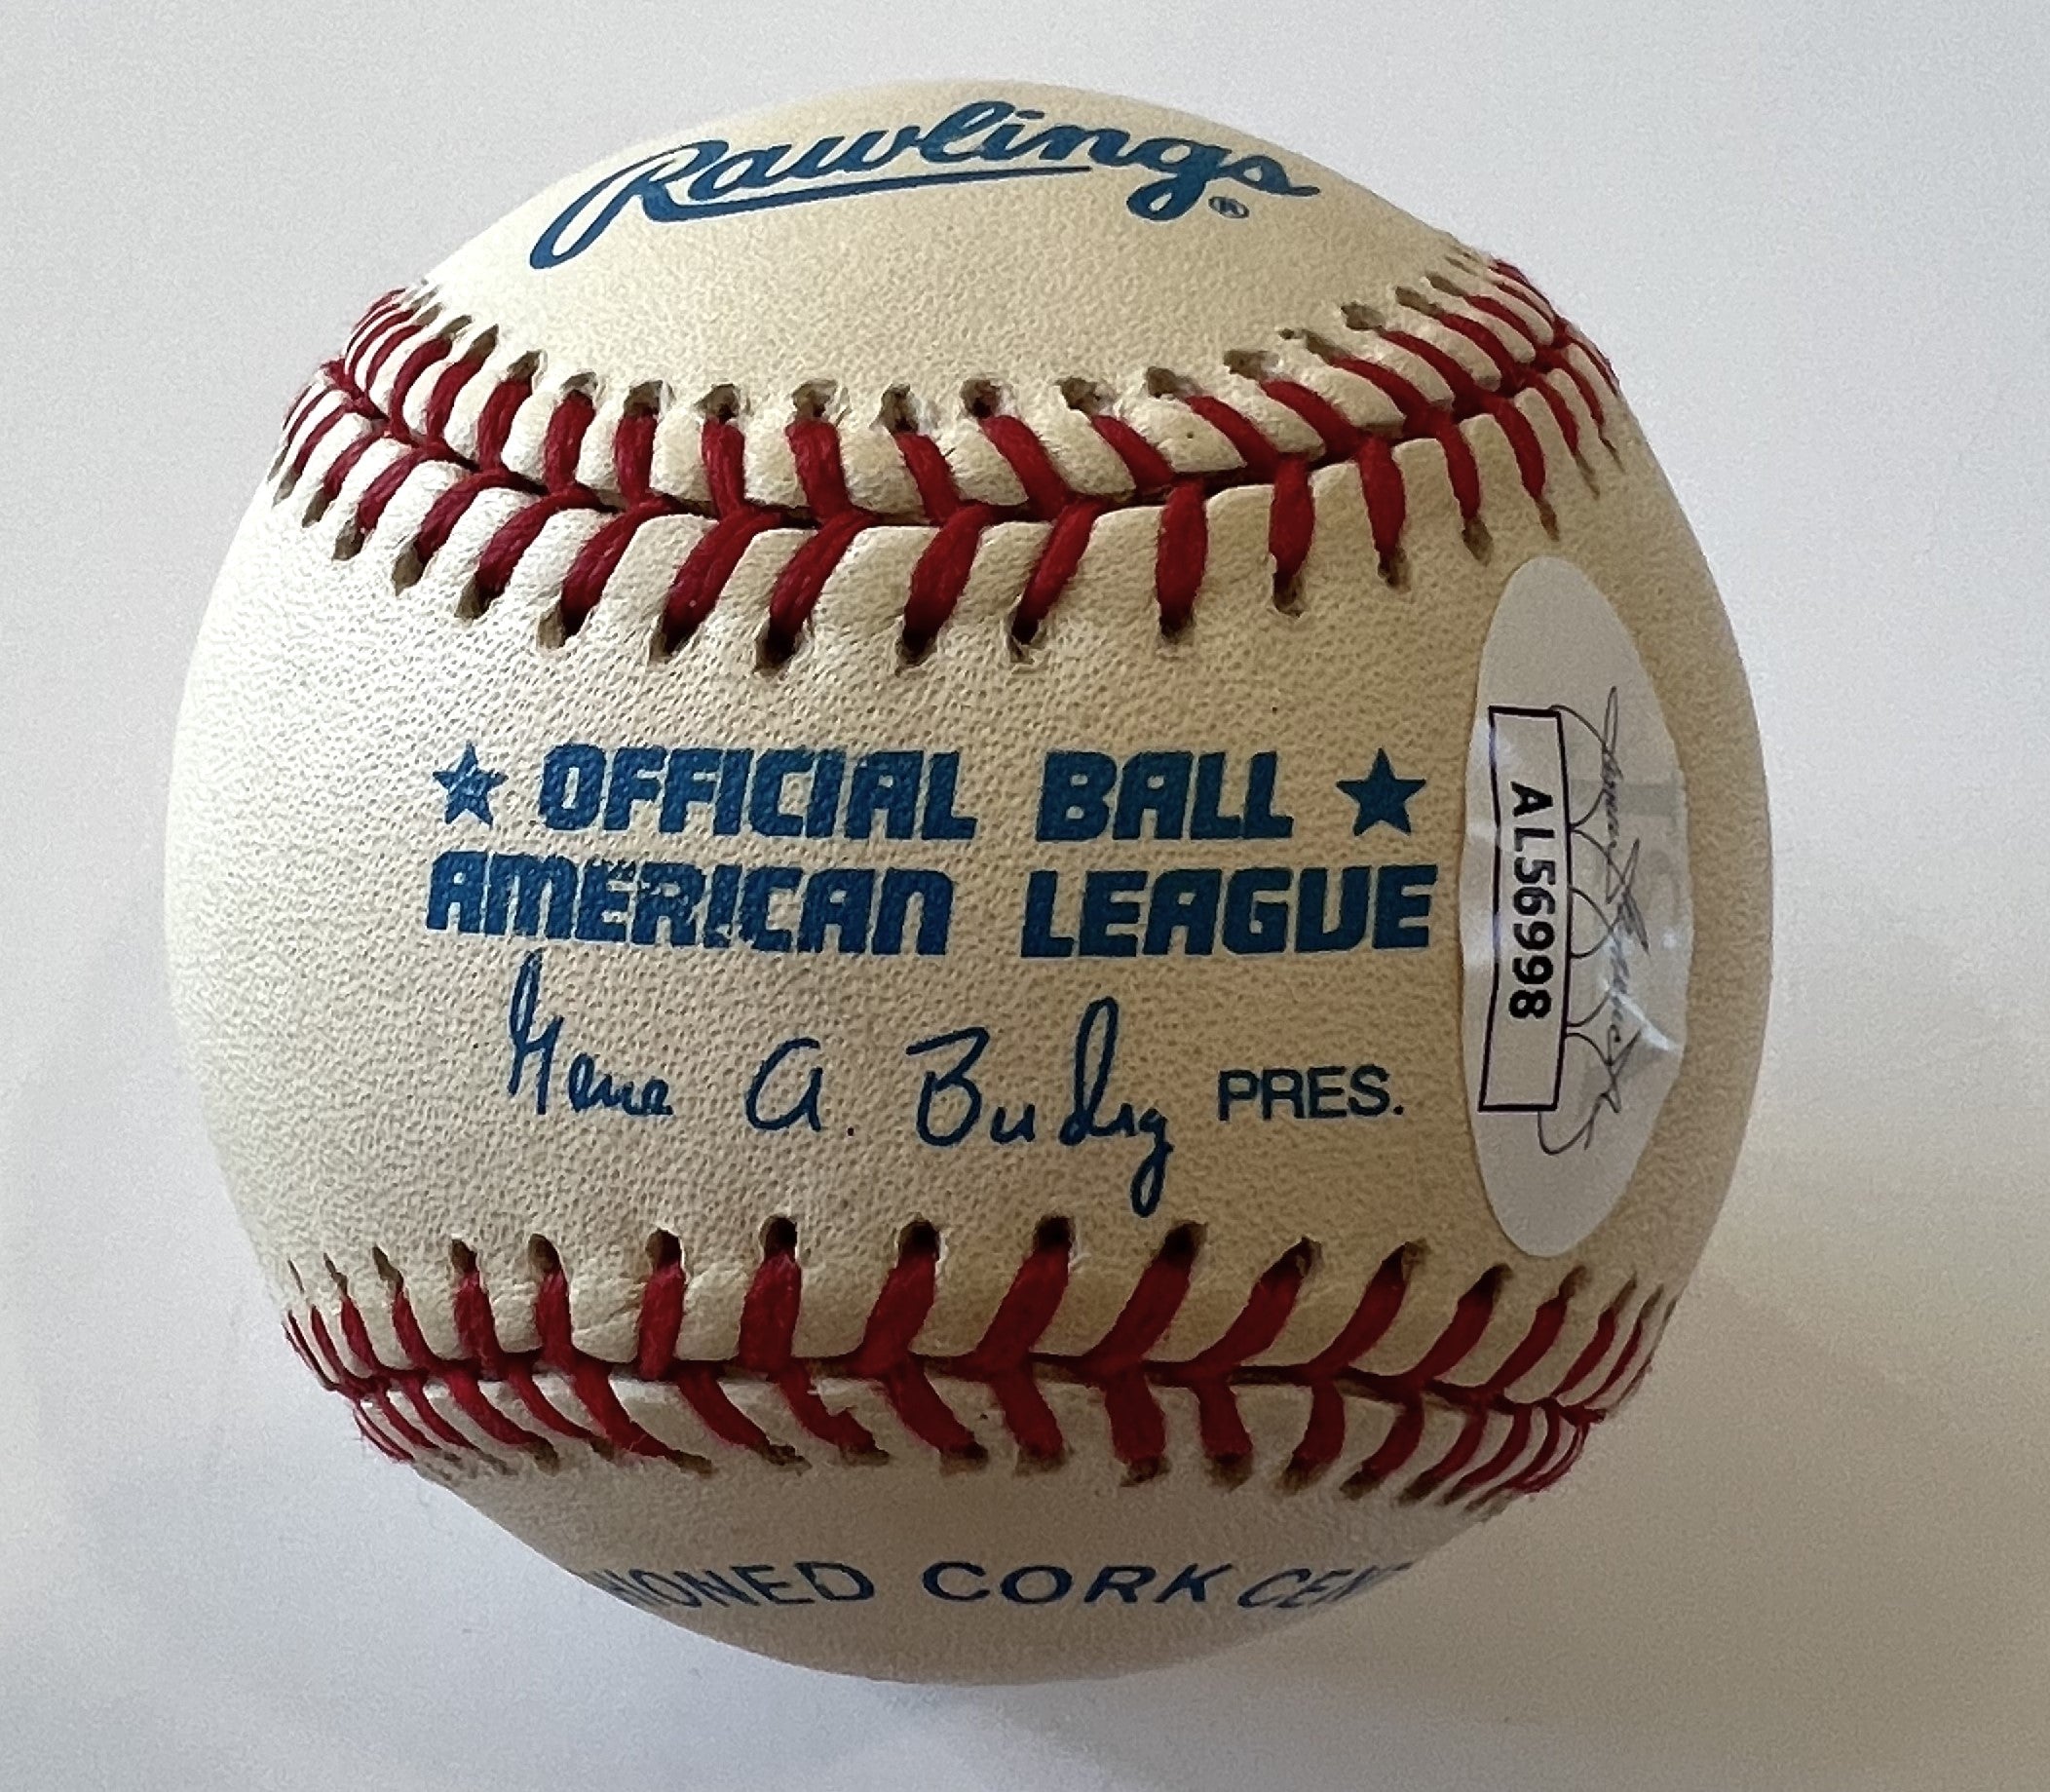 Rawlings®
★ OFFICIAL BALL ★
AMERICAN LEAGUE
Gene A. Budig PRES.
AL56998
CORK